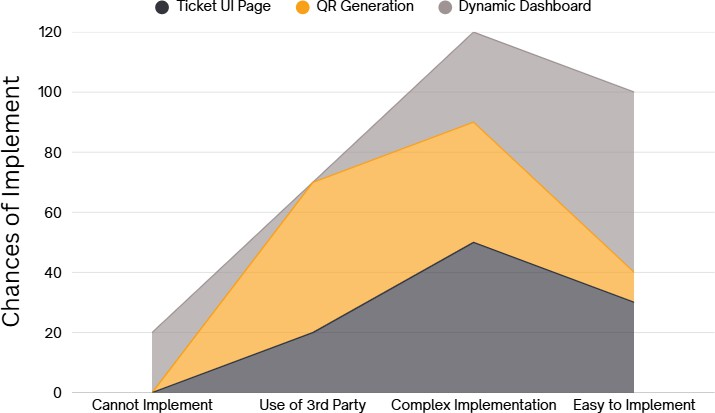 Ticket UI Page QR Generation Dynamic Dashboard
Chances of Implement
120
100
80
60
40
20
0
Cannot Implement Use of 3rd Party Complex Implementation Easy to Implement